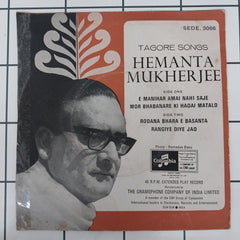 SEDE. 3066
TAGORE SONGS
HEMANTA
MUKHERJEE
SIDE ONE
E MANIHAR AMAI NAHI SAJE
MOR BHABANARE KI HAOAI MATALO
SIDE TWO
RODANA BHARA E BASANTA
RANGIYE DIYE JAO
Columbia
45 R.P.M. EXTENDED PLAY RECORD
THE GRAMOPHONE COMPANY OF INDIA LIMITED